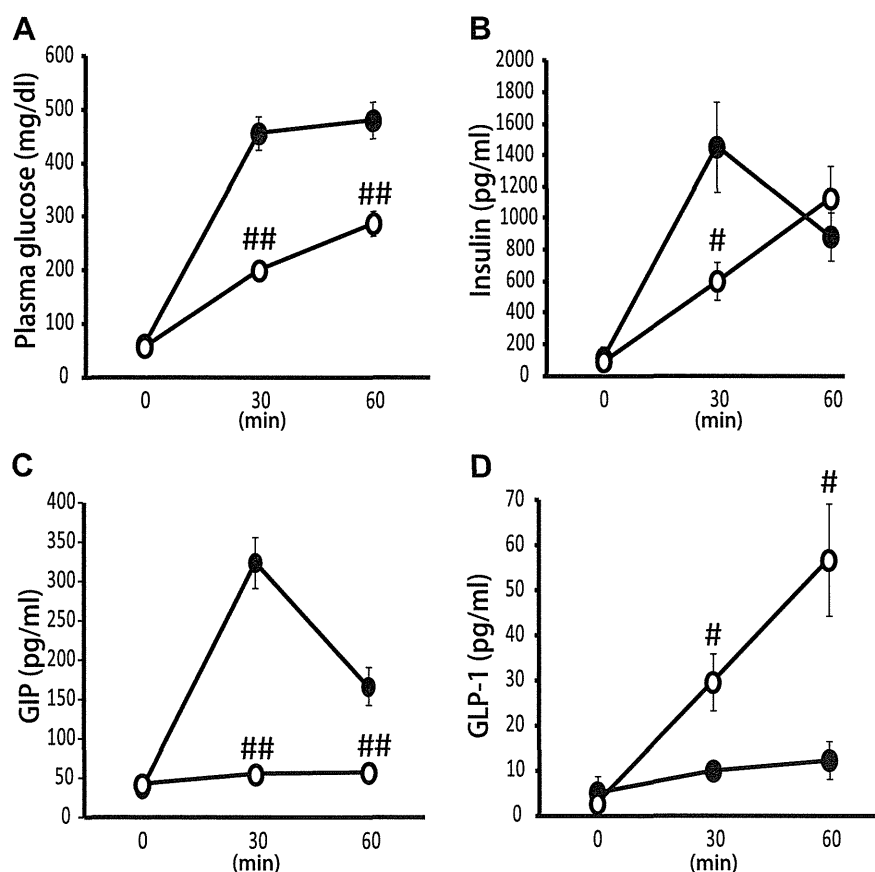 A
Plasma glucose (mg/dl)
600
500
400
300
200
100
0
##
##
0 30 60
(min)
B
Insulin (pg/ml)
2000
1800
1600
1400
1200
1000
800
600
400
200
0
#
0 30 60
(min)
C
GIP (pg/ml)
400
350
300
250
200
150
100
50
0
##
##
0 30 60
(min)
D
GLP-1 (pg/ml)
70
60
50
40
30
20
10
0
#
#
0 30 60
(min)